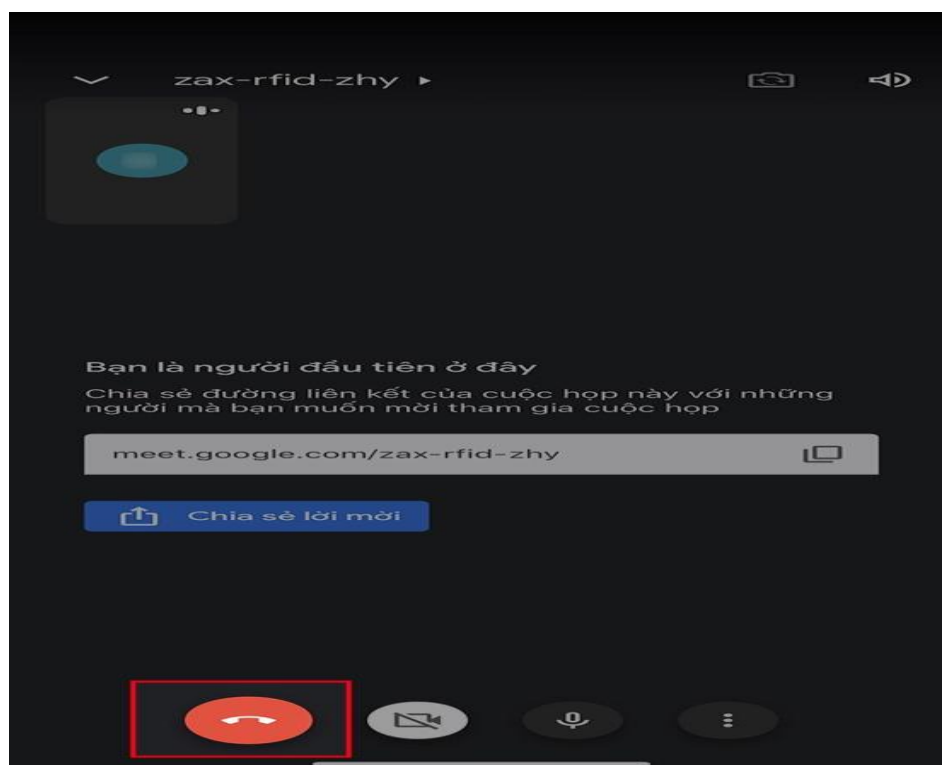 zax-rfid-zhy
Bạn là người đầu tiên ở đây
Chia sẻ đường liên kết của cuộc họp này với những
người mà bạn muốn mời tham gia cuộc họp
meet.google.com/zax-rfid-zhy
Chia sẻ lời mời